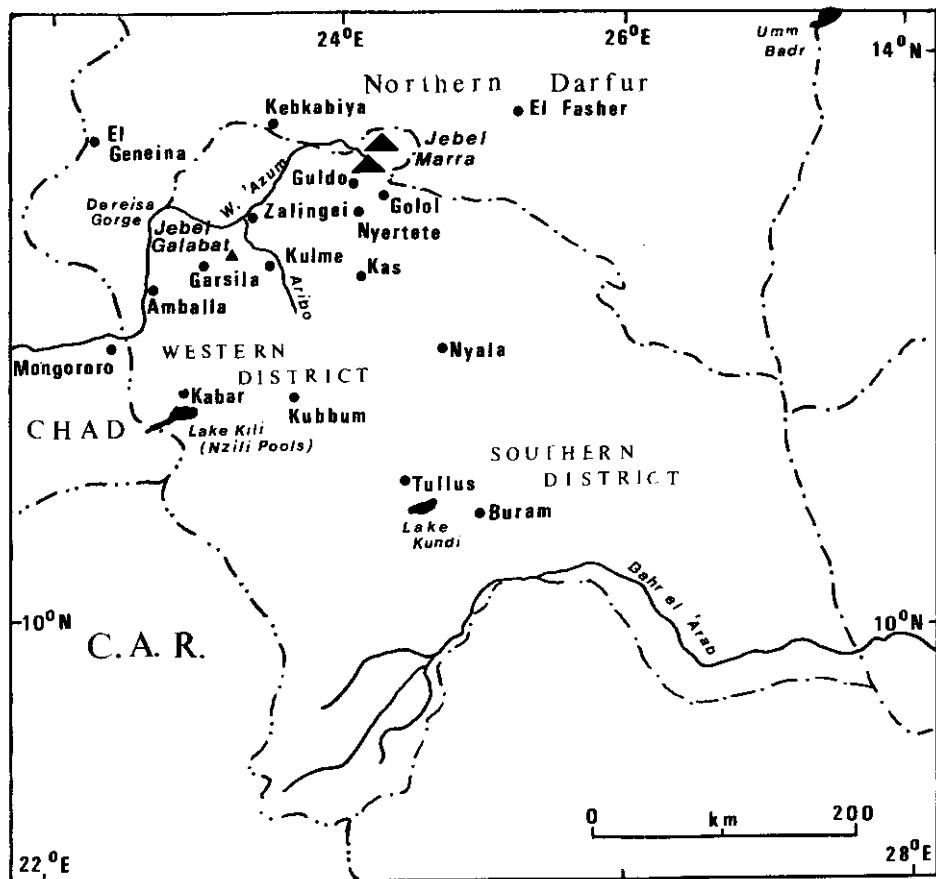 24°E
26°E
Umm
Badr
14°N
Northern Darfur
Kebkabiya
El Fasher
El
Geneina
Jebel
Marra
Guldo
W. 'Azum
Golol
Dereisa
Gorge
Zalingei
Nyertete
Jebel
Galabat
Kulme
Kas
Garsila
Aribo
Amballa
Mongororo
WESTERN
DISTRICT
Nyala
Kabar
Kubbum
CHAD
Lake Kiti
(Nzili Pools)
SOUTHERN
DISTRICT
Tullus
Buram
Lake
Kundi
Bahr el 'Arab
10°N
10°N
C.A.R.
0 km 200
22°E
28°E